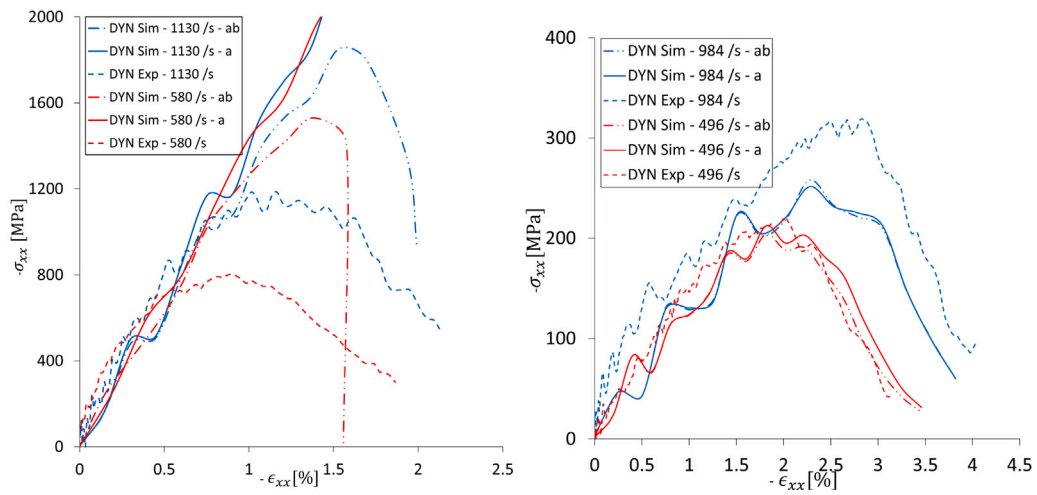 2000
1600
1200
800
400
0
-σxx [MPa]
DYN Sim - 1130 /s - ab
DYN Sim - 1130 /s - a
DYN Exp - 1130 /s
DYN Sim - 580 /s - ab
DYN Sim - 580 /s - a
DYN Exp - 580 /s
0 0.5 1 1.5 2 2.5
- ϵxx [%]
-400
-300
-200
-100
0
-σxx [MPa]
DYN Sim - 984 /s - ab
DYN Sim - 984 /s - a
DYN Exp - 984 /s
DYN Sim - 496 /s - ab
DYN Sim - 496 /s - a
DYN Exp - 496 /s
0 0.5 1 1.5 2 2.5 3 3.5 4 4.5
- ϵxx [%]